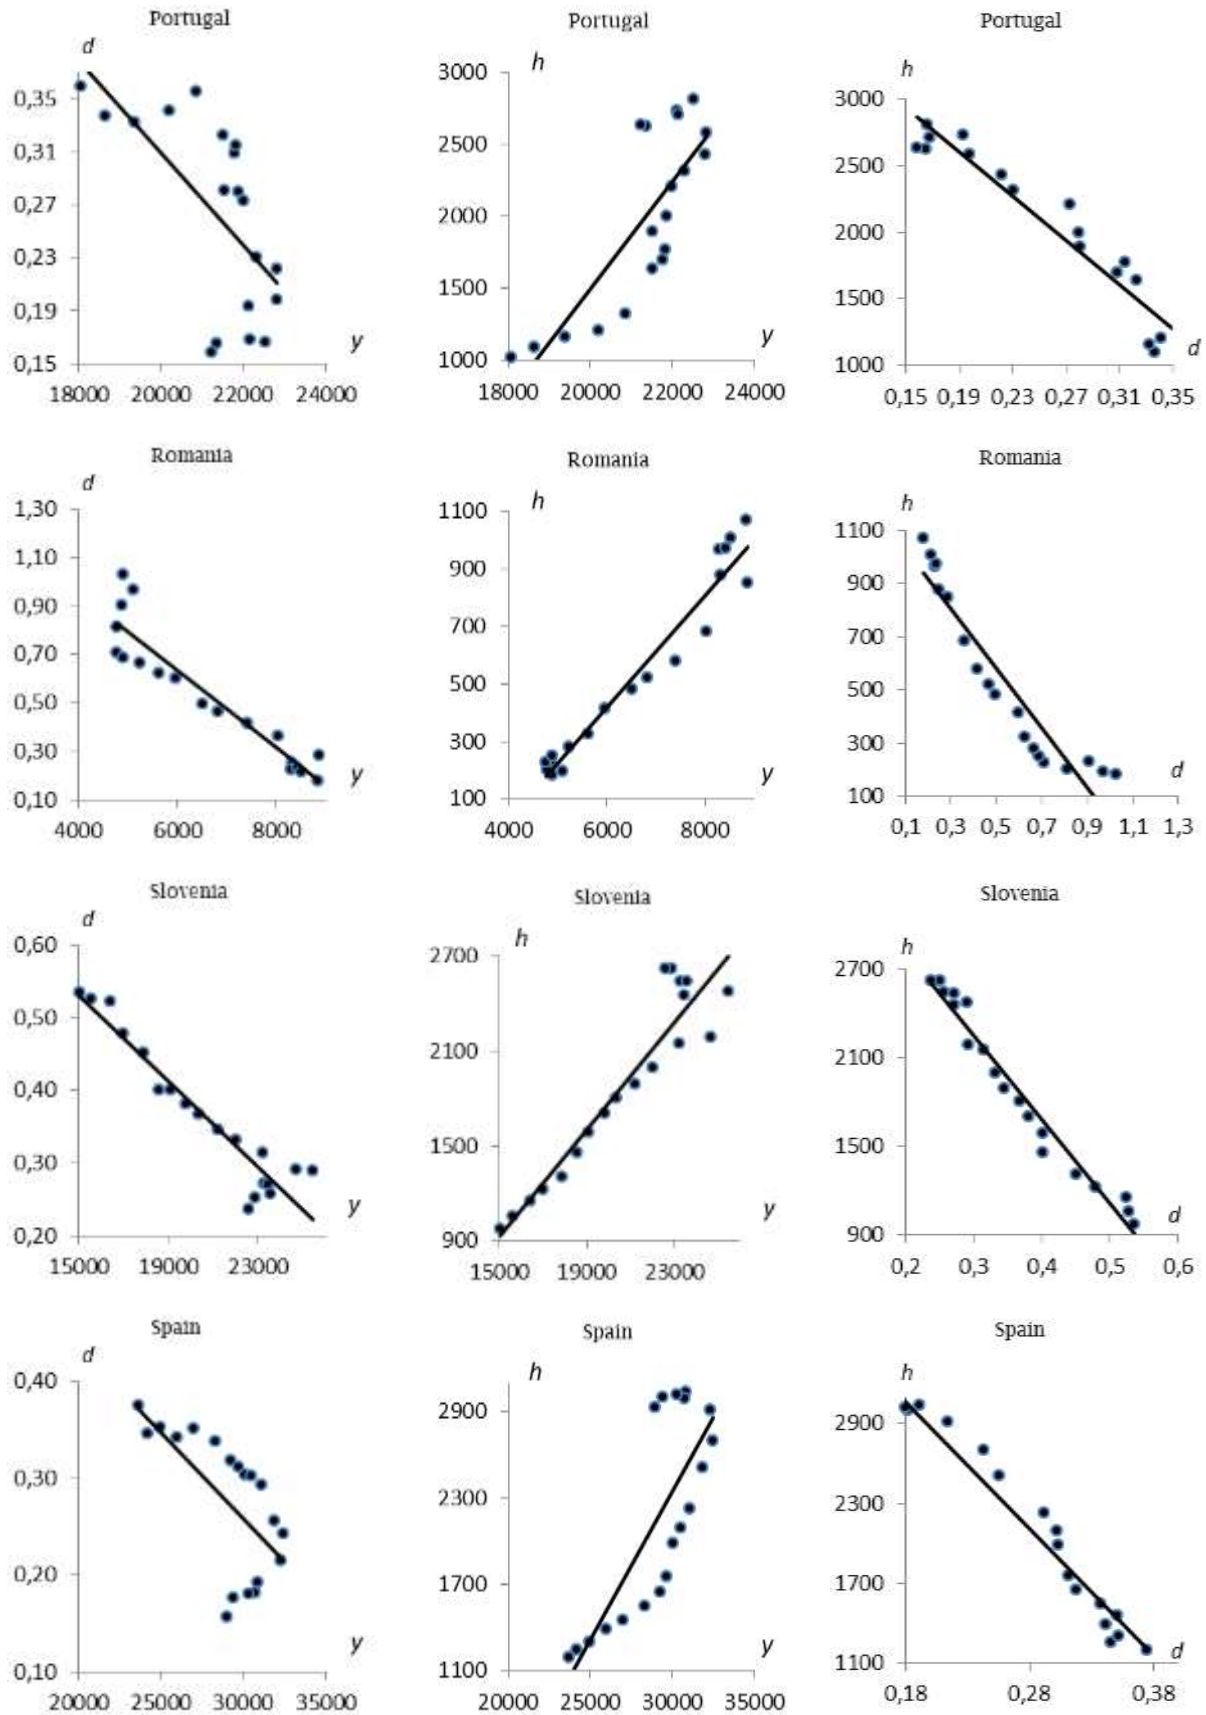 Portugal
d
0,35
0,31
0,27
0,23
0,19
0,15
y
18000 20000 22000 24000
Portugal
h
3000
2500
2000
1500
1000
y
18000 20000 22000 24000
Portugal
h
3000
2500
2000
1500
1000
d
0,15 0,19 0,23 0,27 0,31 0,35
Romania
d
1,30
1,10
0,90
0,70
0,50
0,30
0,10
y
4000 6000 8000
Romania
h
1100
900
700
500
300
100
y
4000 6000 8000
Romania
h
1100
900
700
500
300
100
d
0,1 0,3 0,5 0,7 0,9 1,1 1,3
Slovenia
d
0,60
0,50
0,40
0,30
0,20
y
15000 19000 23000
Slovenia
h
2700
2100
1500
900
y
15000 19000 23000
Slovenia
h
2700
2100
1500
900
d
0,2 0,3 0,4 0,5 0,6
Spain
d
0,40
0,30
0,20
0,10
y
20000 25000 30000 35000
Spain
h
2900
2300
1700
1100
y
20000 25000 30000 35000
Spain
h
2900
2300
1700
1100
d
0,18 0,28 0,38